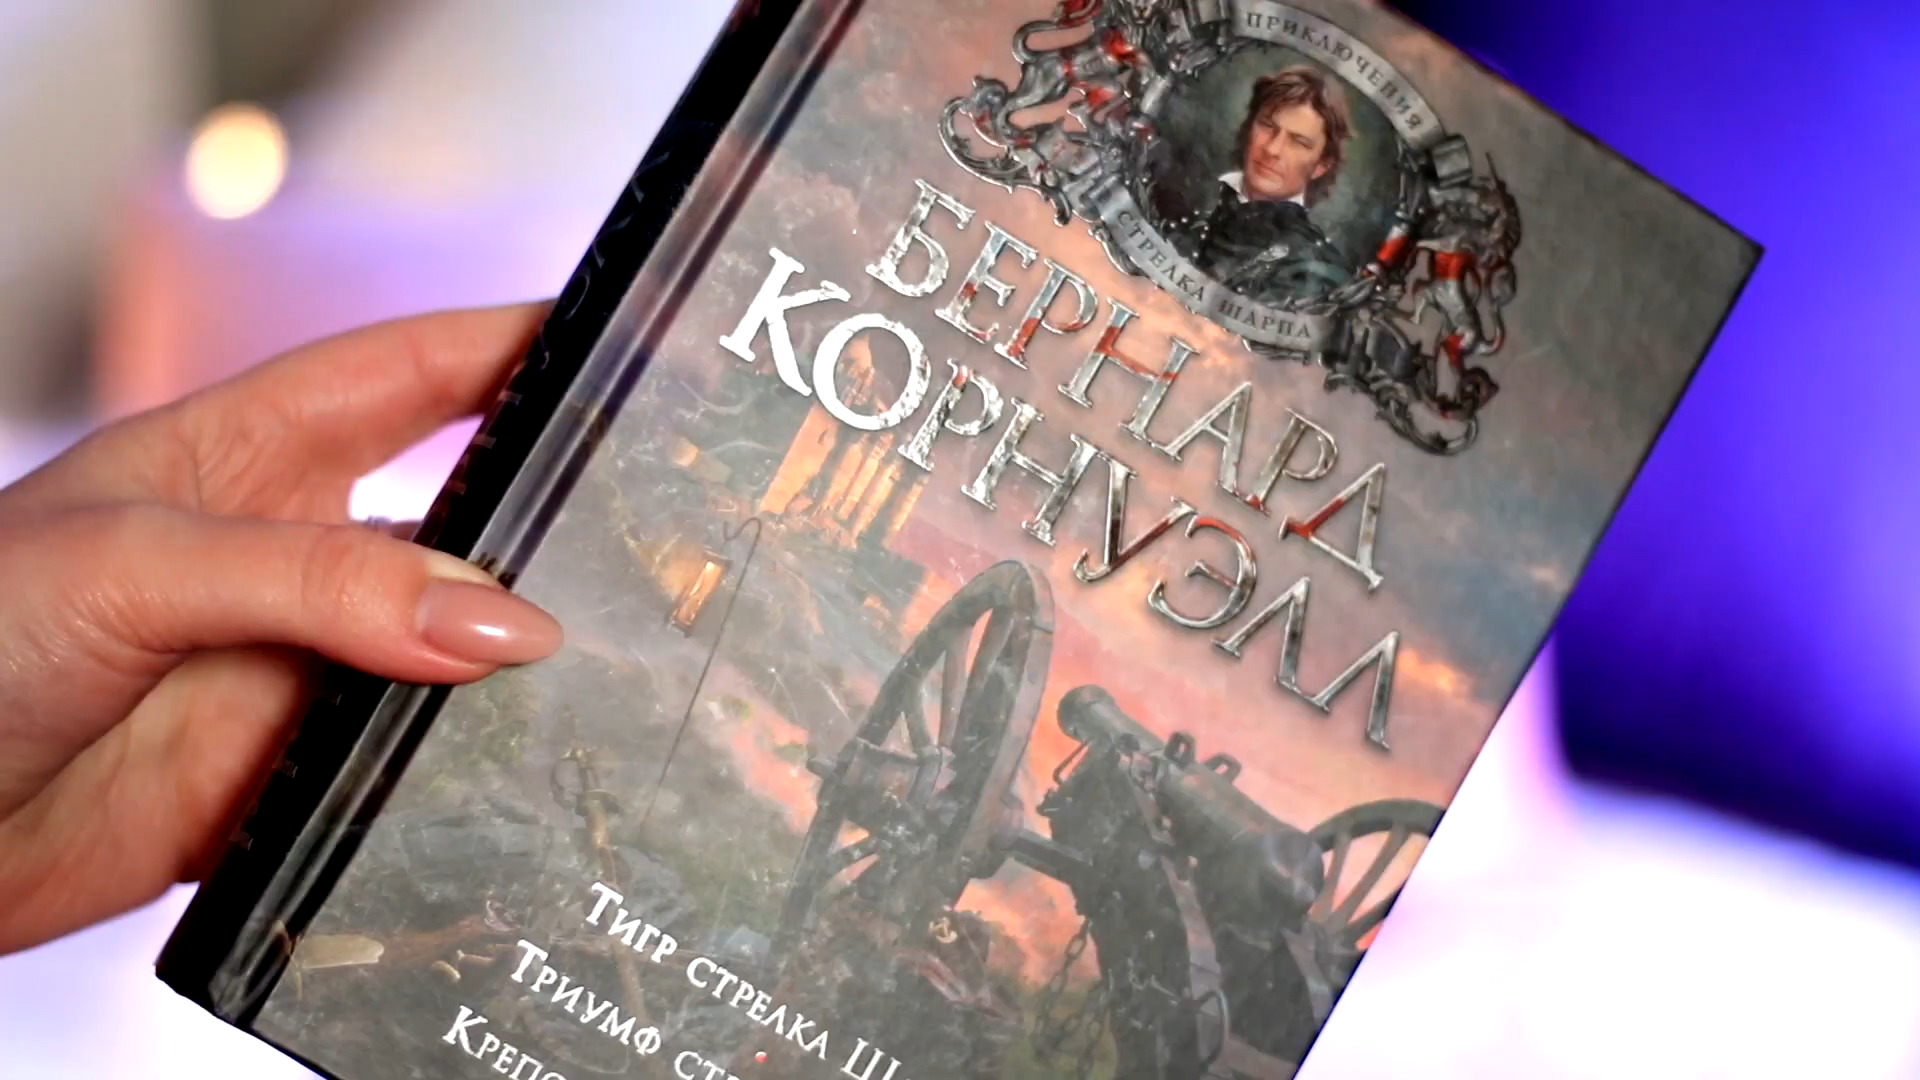 ПРИКЛЮЧЕНИЯ
СТРЕЛКА ШАРПА
БЕРНАРД
КОРНУЭЛЛ
ТИГР СТРЕЛКА
ТРИУМФ